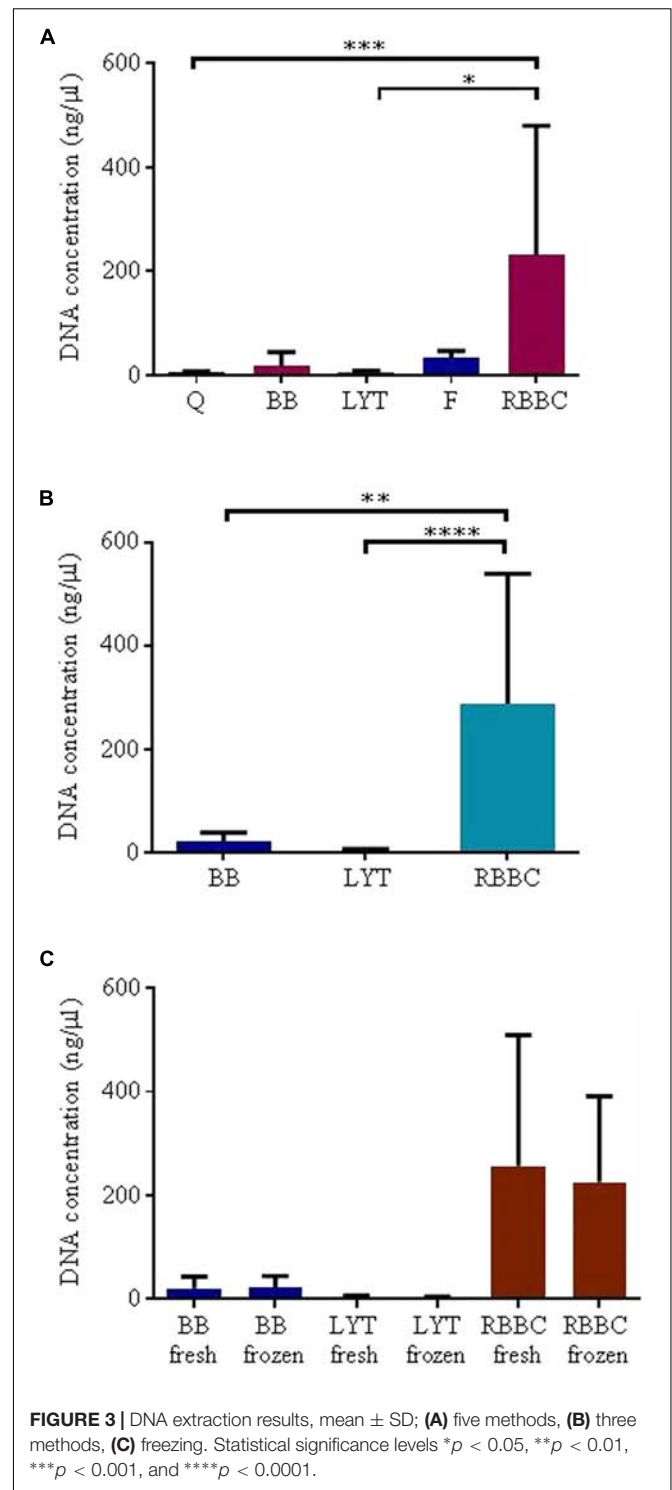 A
***
*
600
400
200
0
DNA concentration (ng/µl)
Q BB LYT F RBBC
B
**
****
600
400
200
0
DNA concentration (ng/µl)
BB LYT RBBC
C
600
400
200
0
DNA concentration (ng/µl)
BB BB LYT LYT RBBC RBBC
fresh frozen fresh frozen fresh frozen
FIGURE 3 | DNA extraction results, mean ± SD; (A) five methods, (B) three
methods, (C) freezing. Statistical significance levels *p < 0.05, **p < 0.01,
***p < 0.001, and ****p < 0.0001.